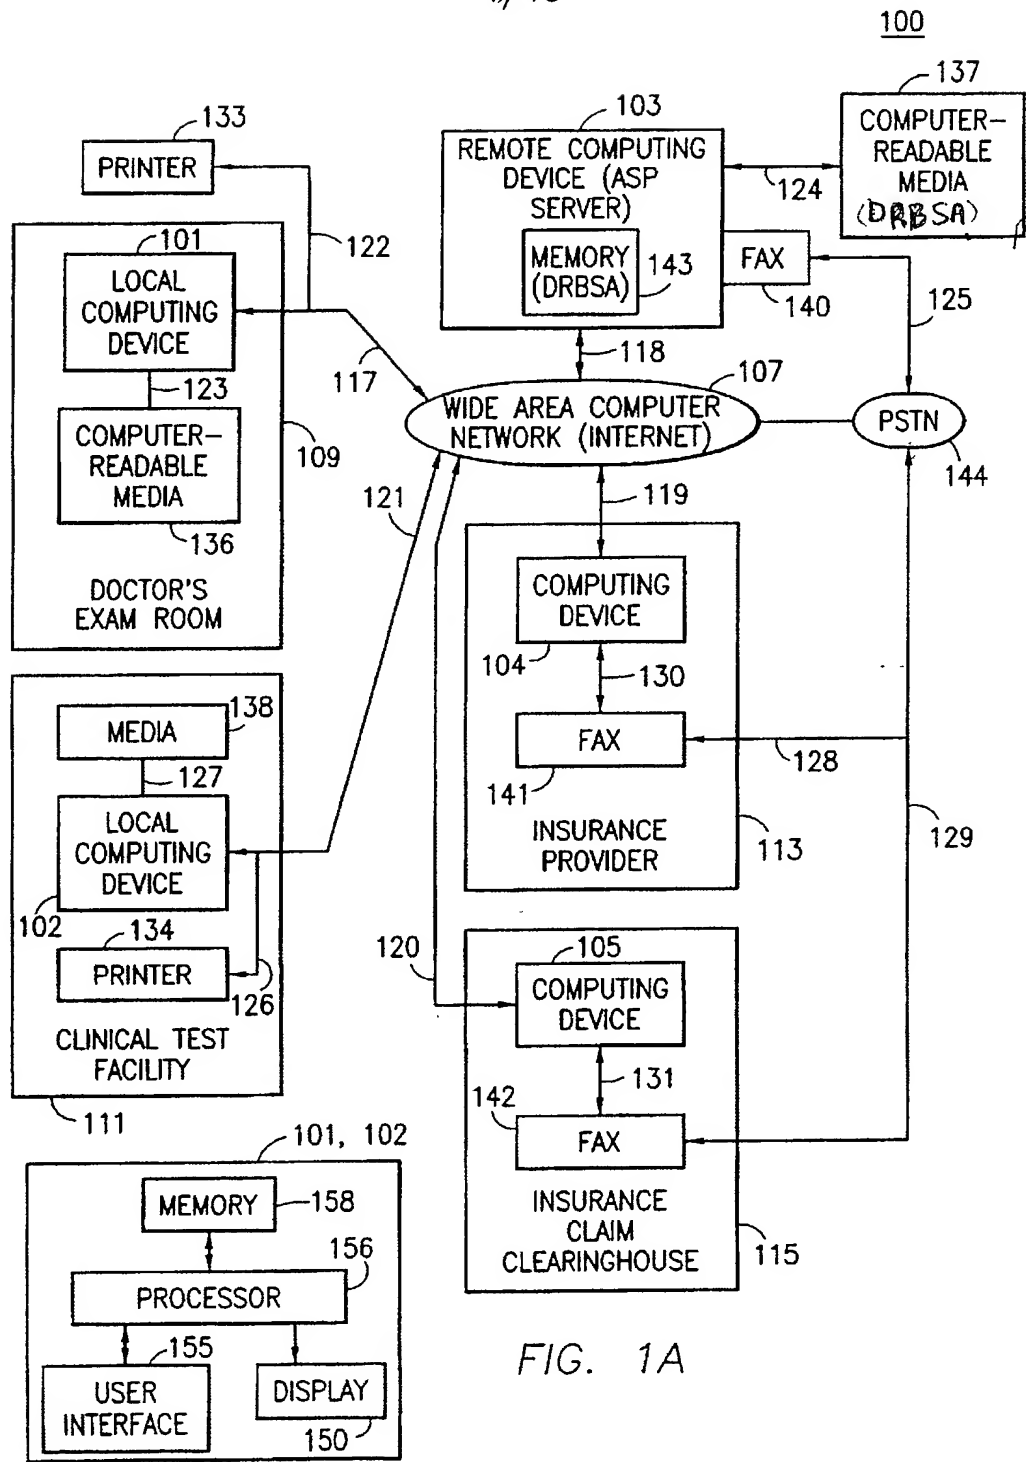 100
133
PRINTER
122
103
REMOTE COMPUTING
DEVICE (ASP
SERVER)
MEMORY
(DRBSA)
143
FAX
140
124
137
COMPUTER-
READABLE
MEDIA
(DRBSA)
125
101
LOCAL
COMPUTING
DEVICE
123
COMPUTER-
READABLE
MEDIA
136
DOCTOR'S
EXAM ROOM
109
117
118
107
WIDE AREA COMPUTER
NETWORK (INTERNET)
PSTN
144
121
119
COMPUTING
DEVICE
104
130
FAX
141
128
INSURANCE
PROVIDER
113
129
138
MEDIA
127
LOCAL
COMPUTING
DEVICE
102
134
PRINTER
126
CLINICAL TEST
FACILITY
111
120
105
COMPUTING
DEVICE
131
142
FAX
INSURANCE
CLAIM
CLEARINGHOUSE
115
101, 102
MEMORY
158
156
PROCESSOR
155
USER
INTERFACE
DISPLAY
150
FIG. 1A